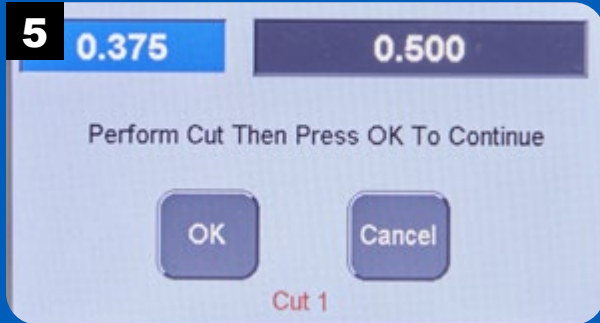 5
0.375 0.500
Perform Cut Then Press OK To Continue
OK Cancel
Cut 1